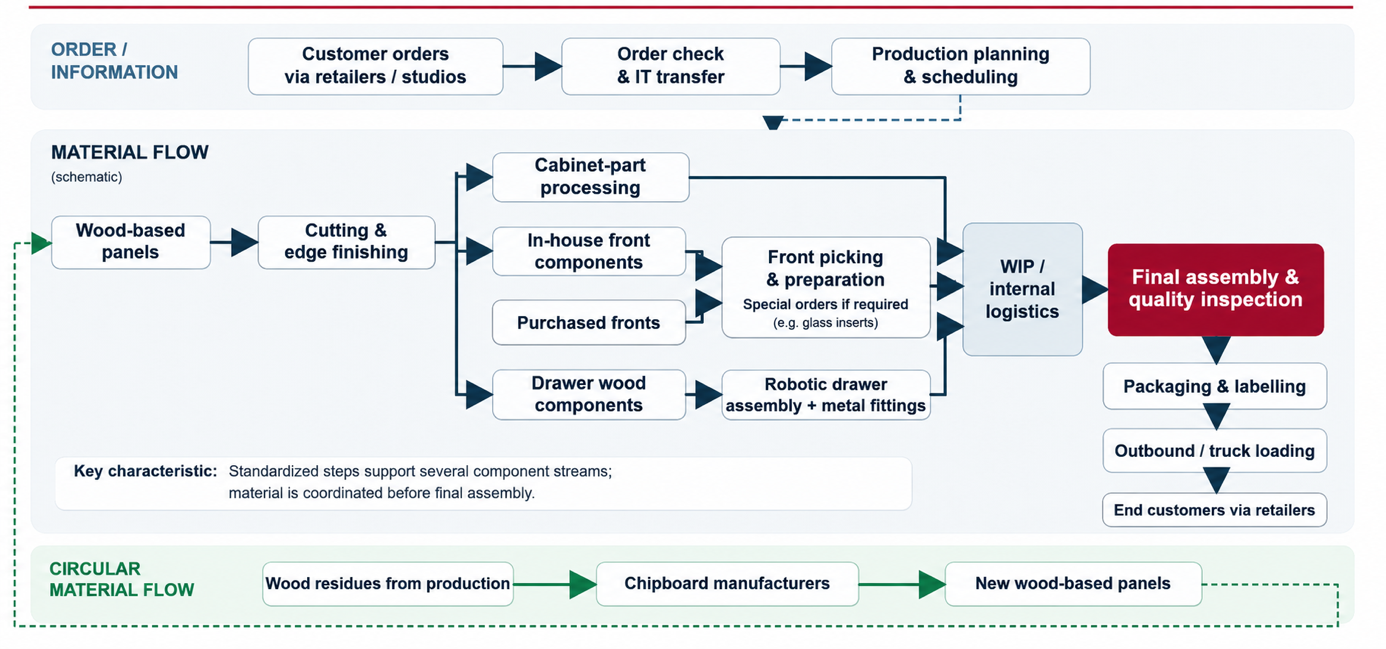 ORDER /
INFORMATION
Customer orders
via retailers / studios
Order check
& IT transfer
Production planning
& scheduling
MATERIAL FLOW
(schematic)
Wood-based
panels
Cutting &
edge finishing
Cabinet-part
processing
In-house front
components
Purchased fronts
Drawer wood
components
Front picking
& preparation
Special orders if required
(e.g. glass inserts)
Robotic drawer
assembly + metal fittings
WIP /
internal
logistics
Final assembly &
quality inspection
Packaging & labelling
Outbound / truck loading
End customers via retailers
Key characteristic: Standardized steps support several component streams;
material is coordinated before final assembly.
CIRCULAR
MATERIAL FLOW
Wood residues from production
Chipboard manufacturers
New wood-based panels